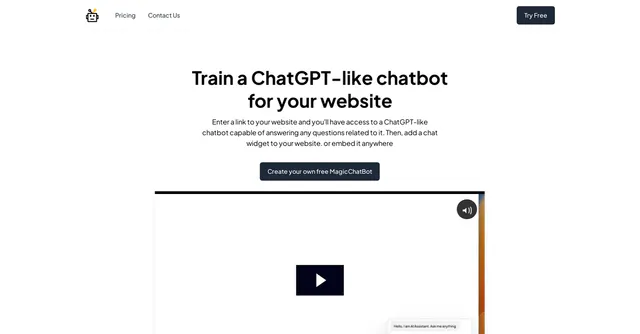 Pricing
Contact Us
Try Free
Train a ChatGPT-like chatbot
for your website
Enter a link to your website and you'll have access to a ChatGPT-like
chatbot capable of answering any questions related to it. Then, add a chat
widget to your website, or embed it anywhere
Create your own free MagicChatBot
Hello, I am AI Assistant. Ask me anything